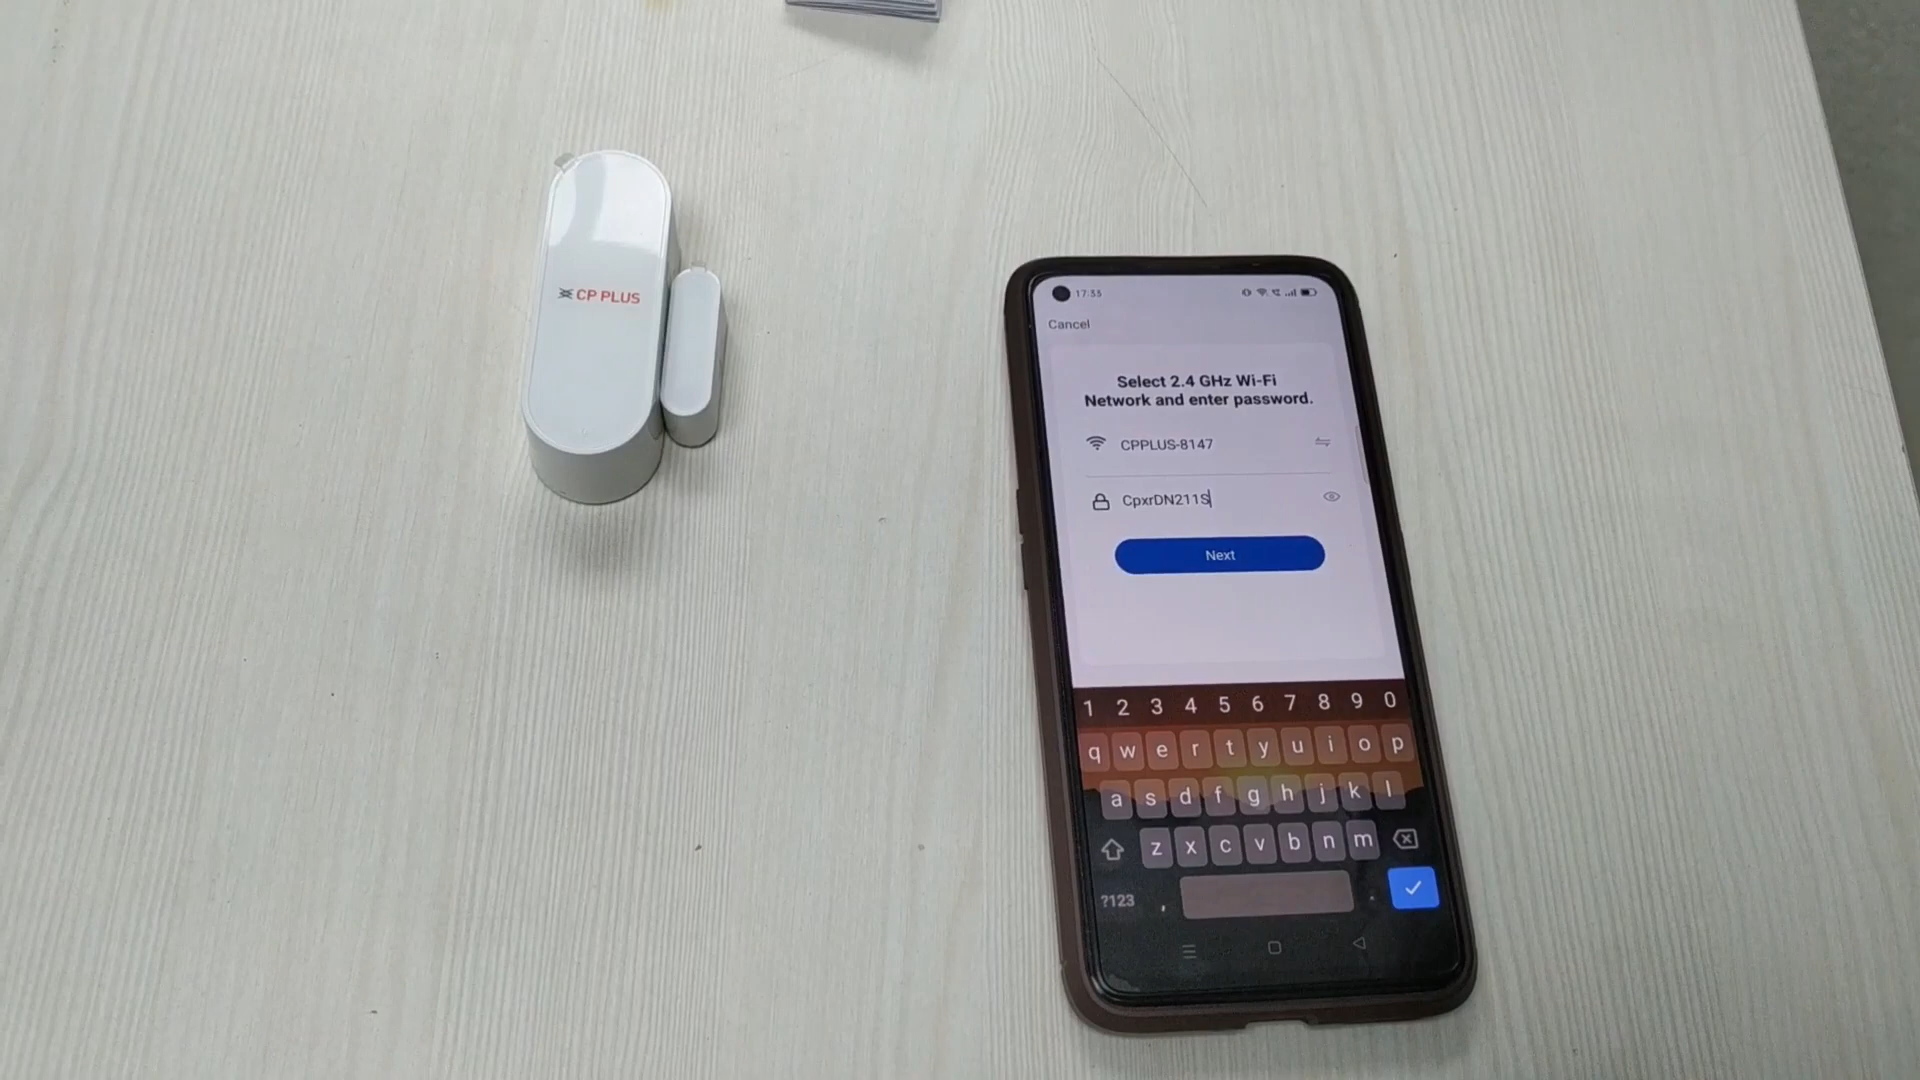 CP PLUS
17:33
Cancel
Select 2.4 GHz Wi-Fi
Network and enter password.
CPPLUS-8147
CpxrDN211S
Next
1 2 3 4 5 6 7 8 9 0
q w e r t y u i o p
a s d f g h j k l
z x c v b n m
?123 , .